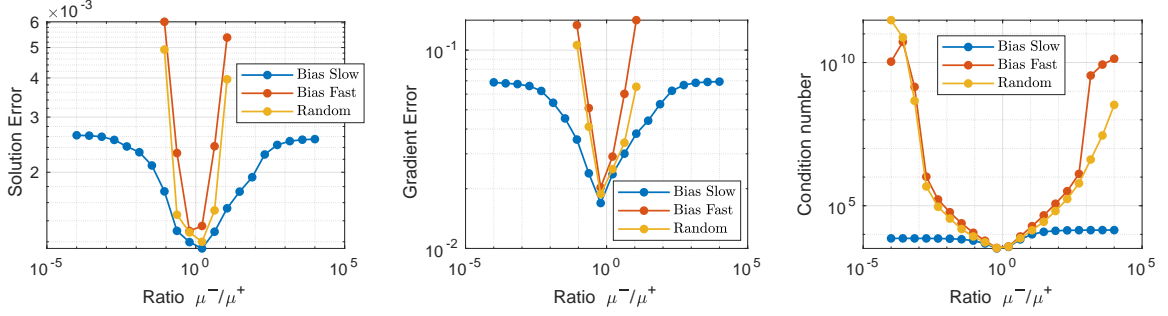 6 ×10⁻³
5
4
3
2
Solution Error
Bias Slow
Bias Fast
Random
10⁻⁵ 10⁰ 10⁵
Ratio μ⁻/μ⁺
10⁻¹
10⁻²
Gradient Error
Bias Slow
Bias Fast
Random
10⁻⁵ 10⁰ 10⁵
Ratio μ⁻/μ⁺
10¹⁰
10⁵
Condition number
Bias Slow
Bias Fast
Random
10⁻⁵ 10⁰ 10⁵
Ratio μ⁻/μ⁺